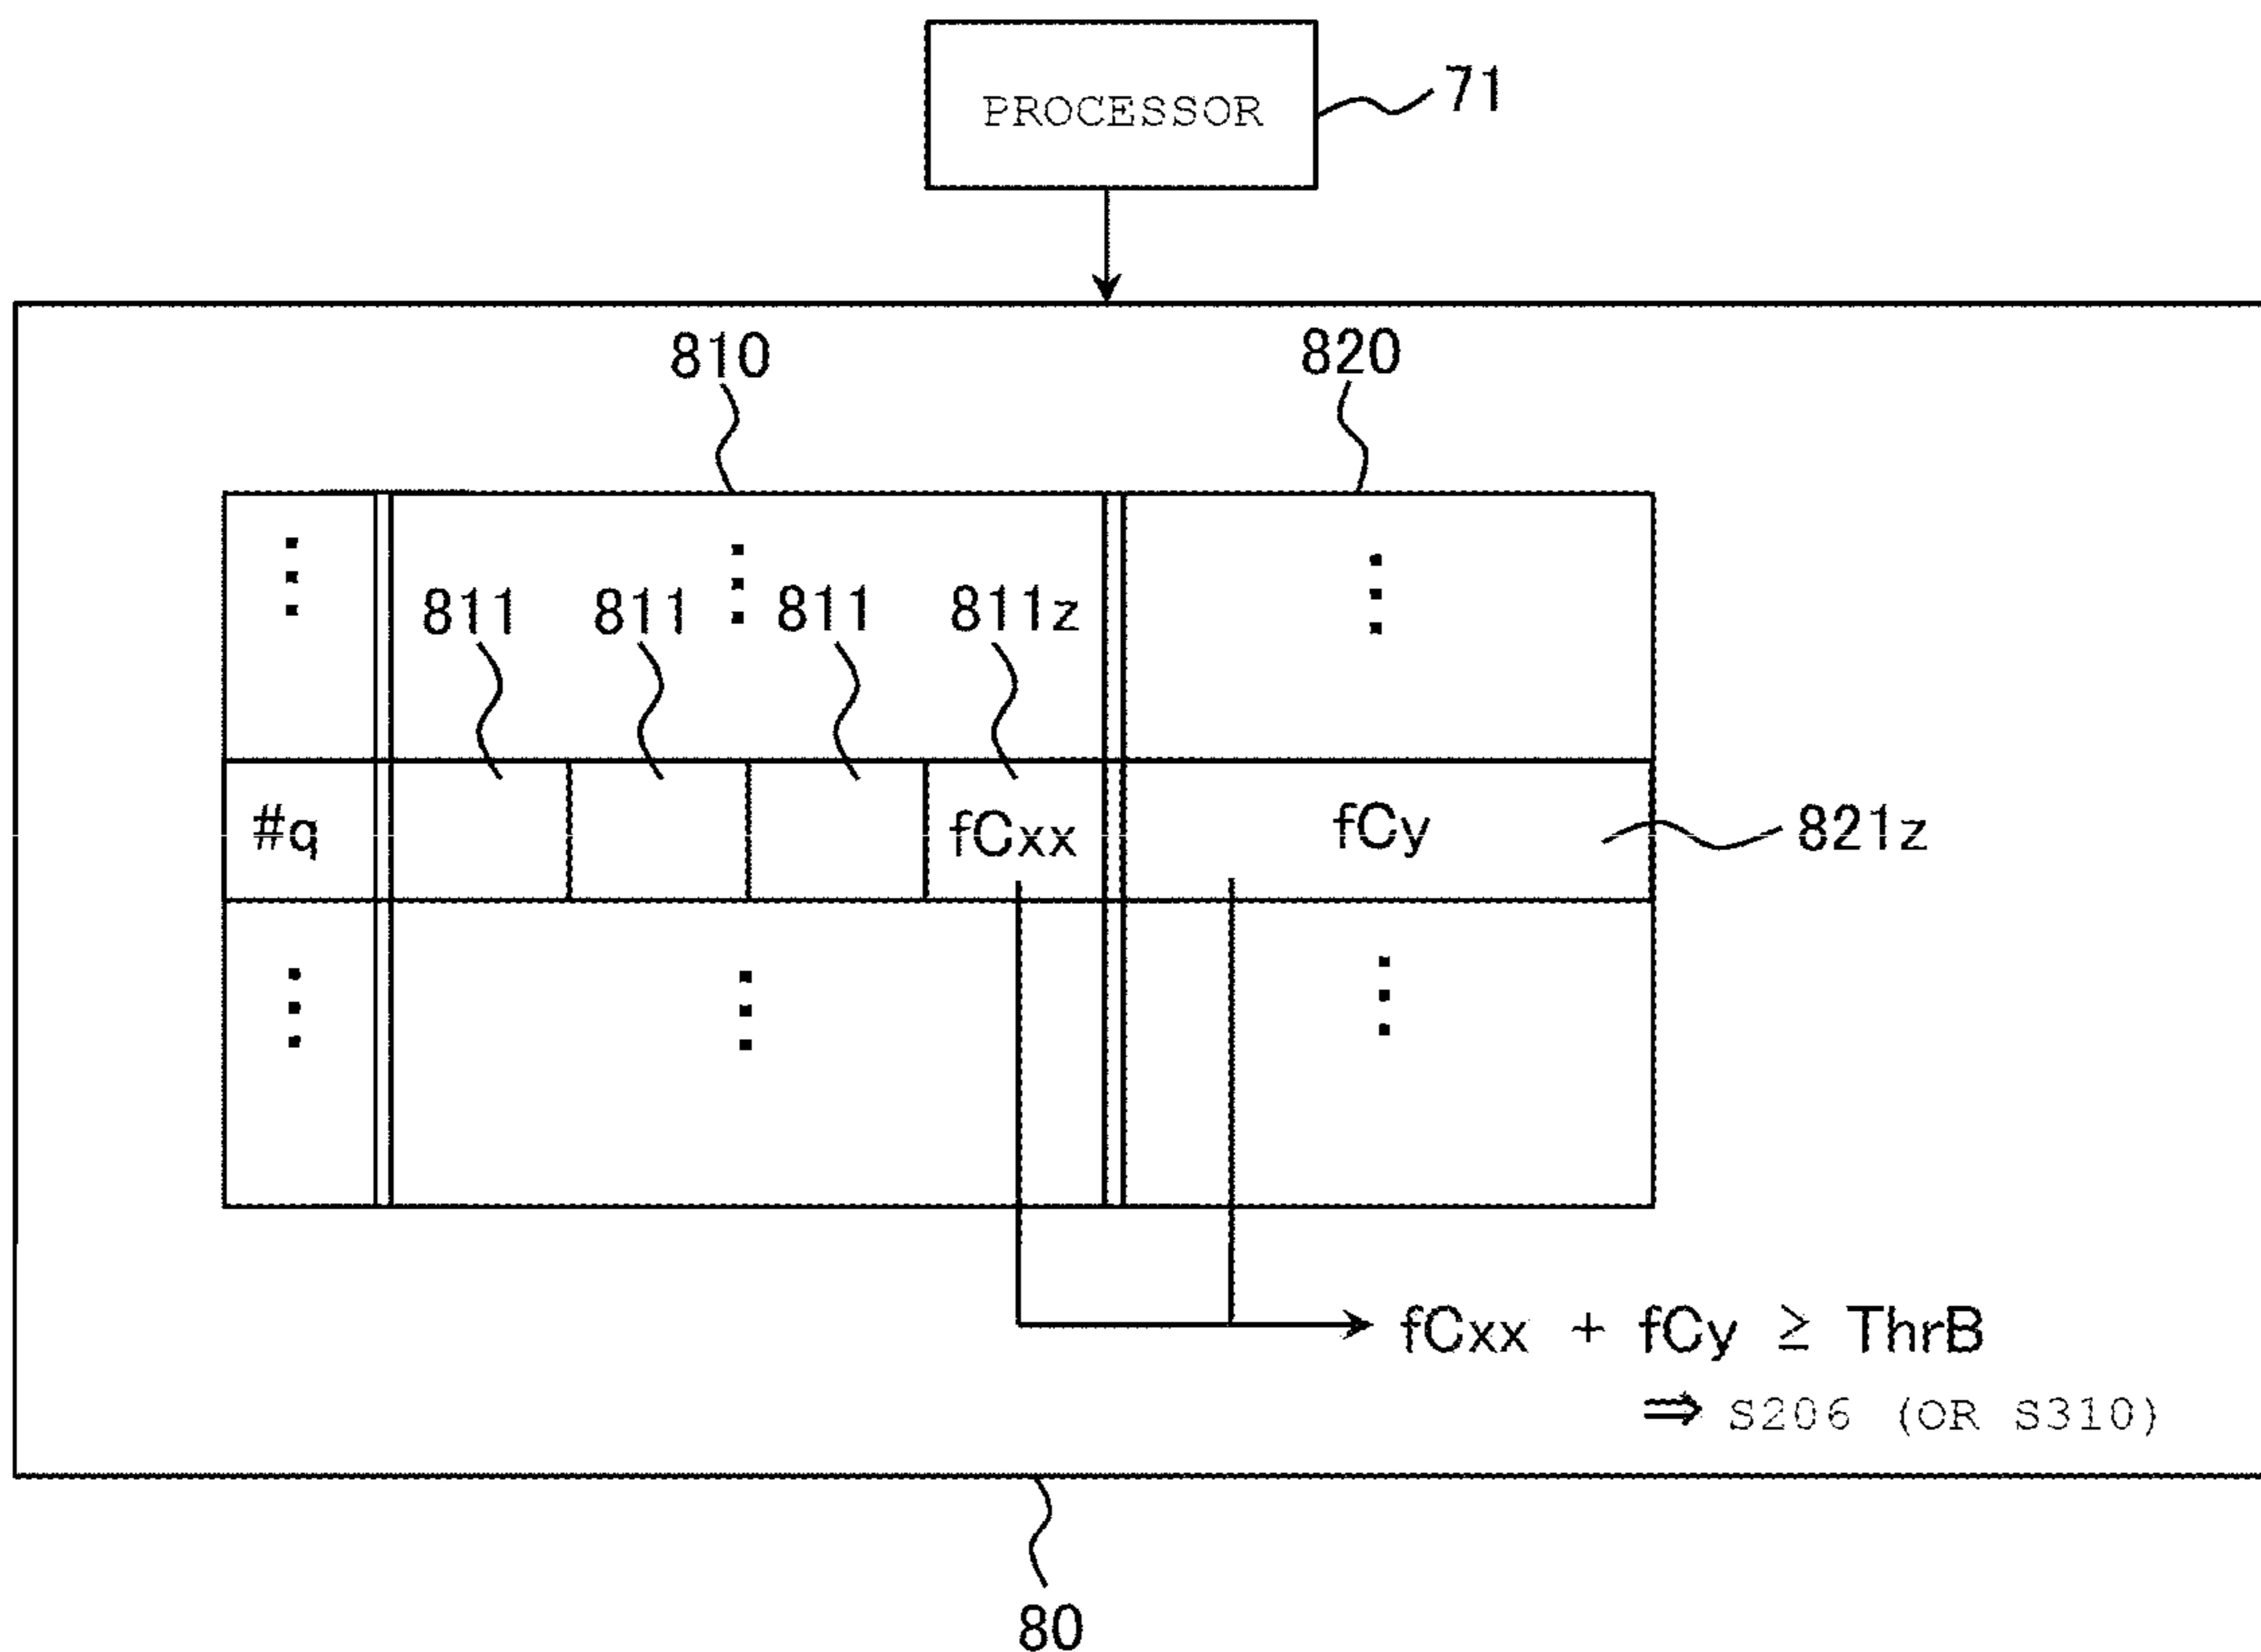 PROCESSOR
71
810
820
811
811
811
811z
#q
fCxx
fCy
821z
fCxx + fCy ≧ ThrB
⇒ S206 (OR S310)
80